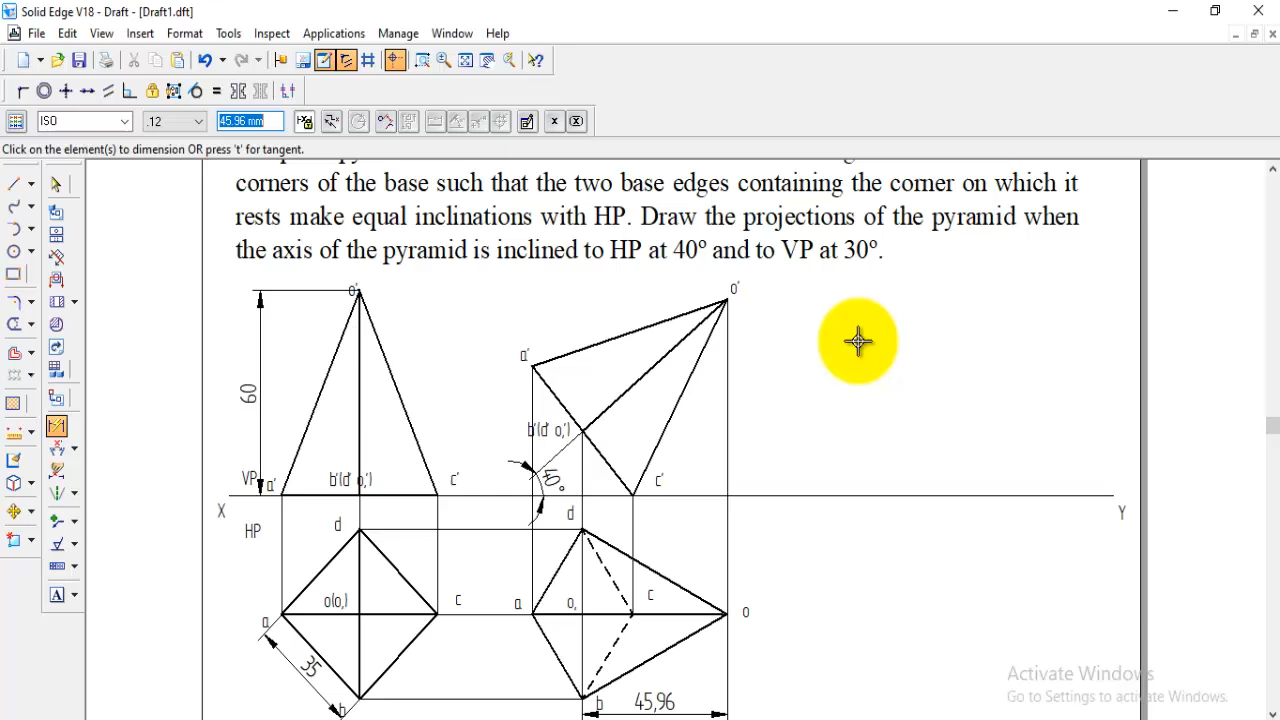 Solid Edge V18 - Draft - [Draft1.dft]
File Edit View Insert Format Tools Inspect Applications Manage Window Help
ISO .12 45.96 mm
Click on the element(s) to dimension OR press 't' for tangent.
corners of the base such that the two base edges containing the corner on which it
rests make equal inclinations with HP. Draw the projections of the pyramid when
the axis of the pyramid is inclined to HP at 40º and to VP at 30º.
o' o'
a'
60
b'(d' o,')
VP a' b'(d' o,') c' 40° c'
X Y
HP d d
o(o,) c a o, c o
a
35
b b 45,96
Activate Windows
Go to Settings to activate Windows.